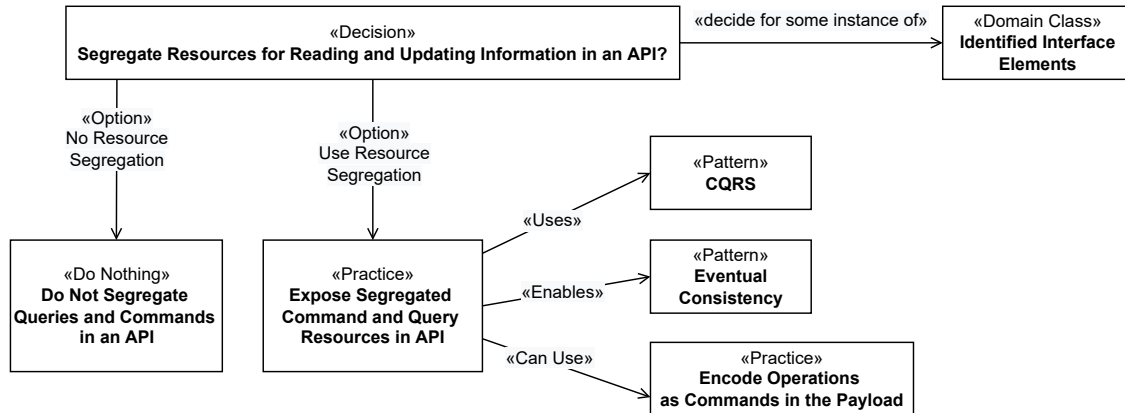 «Decision»
Segregate Resources for Reading and Updating Information in an API?
«decide for some instance of»
«Domain Class»
Identified Interface
Elements
«Option»
No Resource
Segregation
«Option»
Use Resource
Segregation
«Pattern»
CQRS
«Uses»
«Do Nothing»
Do Not Segregate
Queries and Commands
in an API
«Practice»
Expose Segregated
Command and Query
Resources in API
«Enables»
«Pattern»
Eventual
Consistency
«Can Use»
«Practice»
Encode Operations
as Commands in the Payload